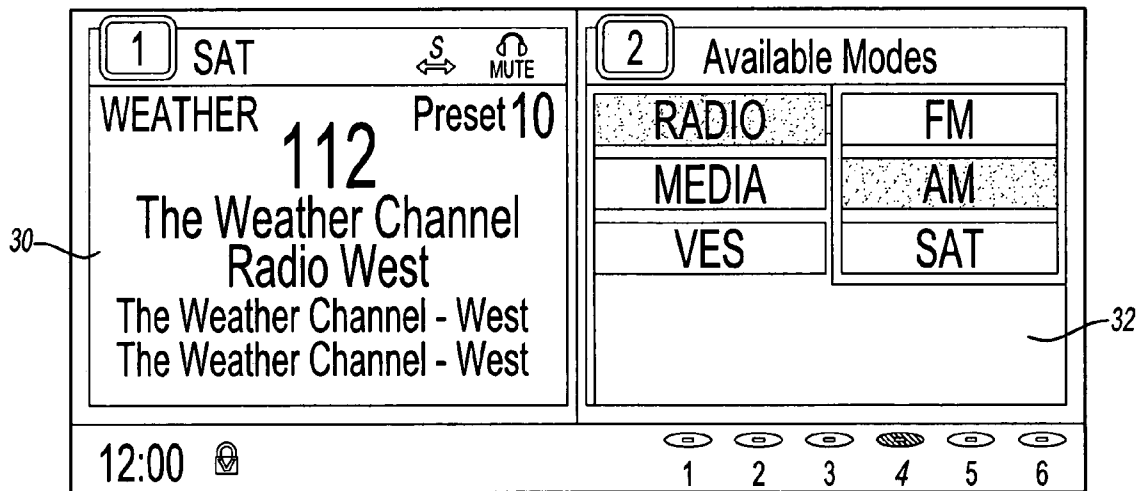 1 SAT S MUTE
WEATHER Preset 10
112
The Weather Channel
Radio West
The Weather Channel - West
The Weather Channel - West
30
2 Available Modes
RADIO FM
MEDIA AM
VES SAT
32
12:00
1 2 3 4 5 6